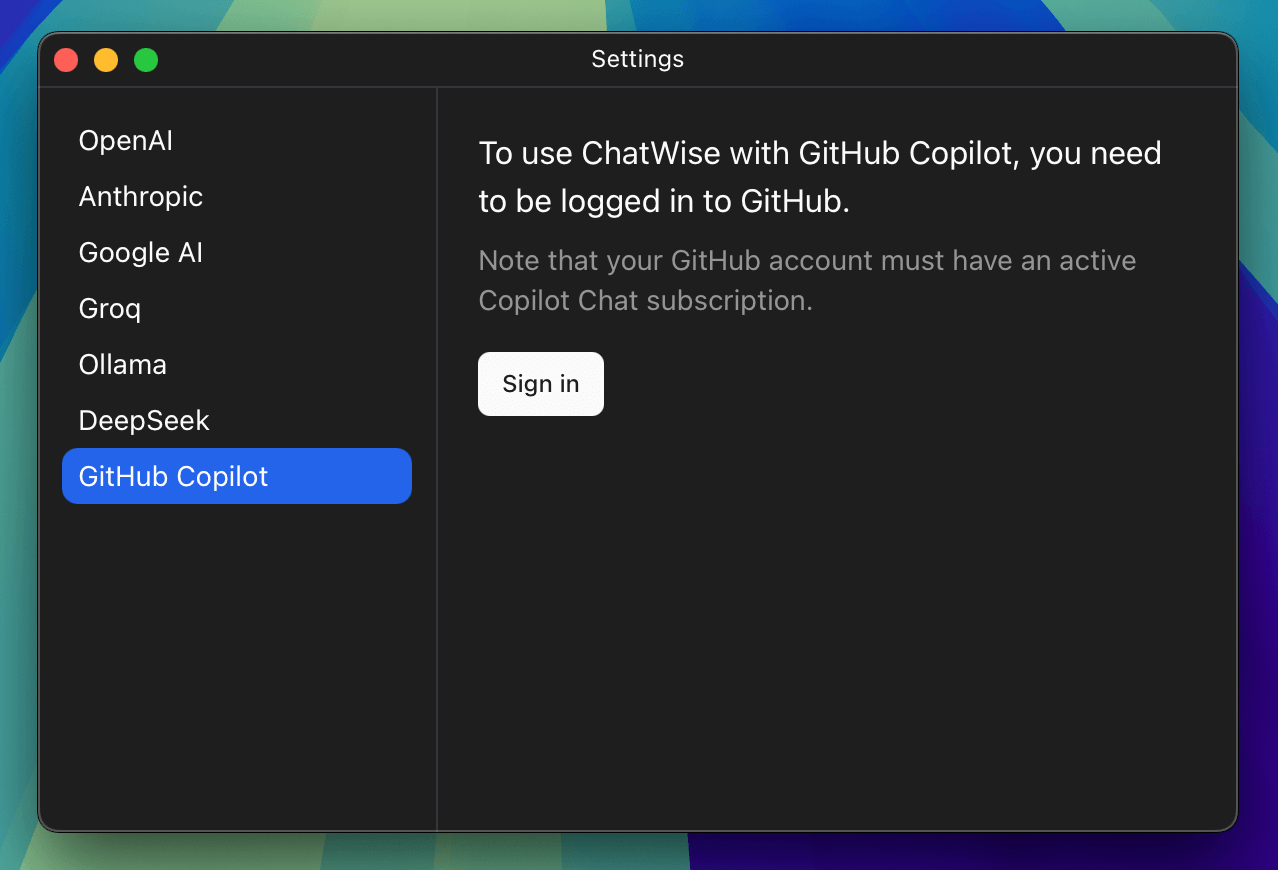 Settings
OpenAI
Anthropic
Google AI
Groq
Ollama
DeepSeek
GitHub Copilot
To use ChatWise with GitHub Copilot, you need
to be logged in to GitHub.
Note that your GitHub account must have an active
Copilot Chat subscription.
Sign in